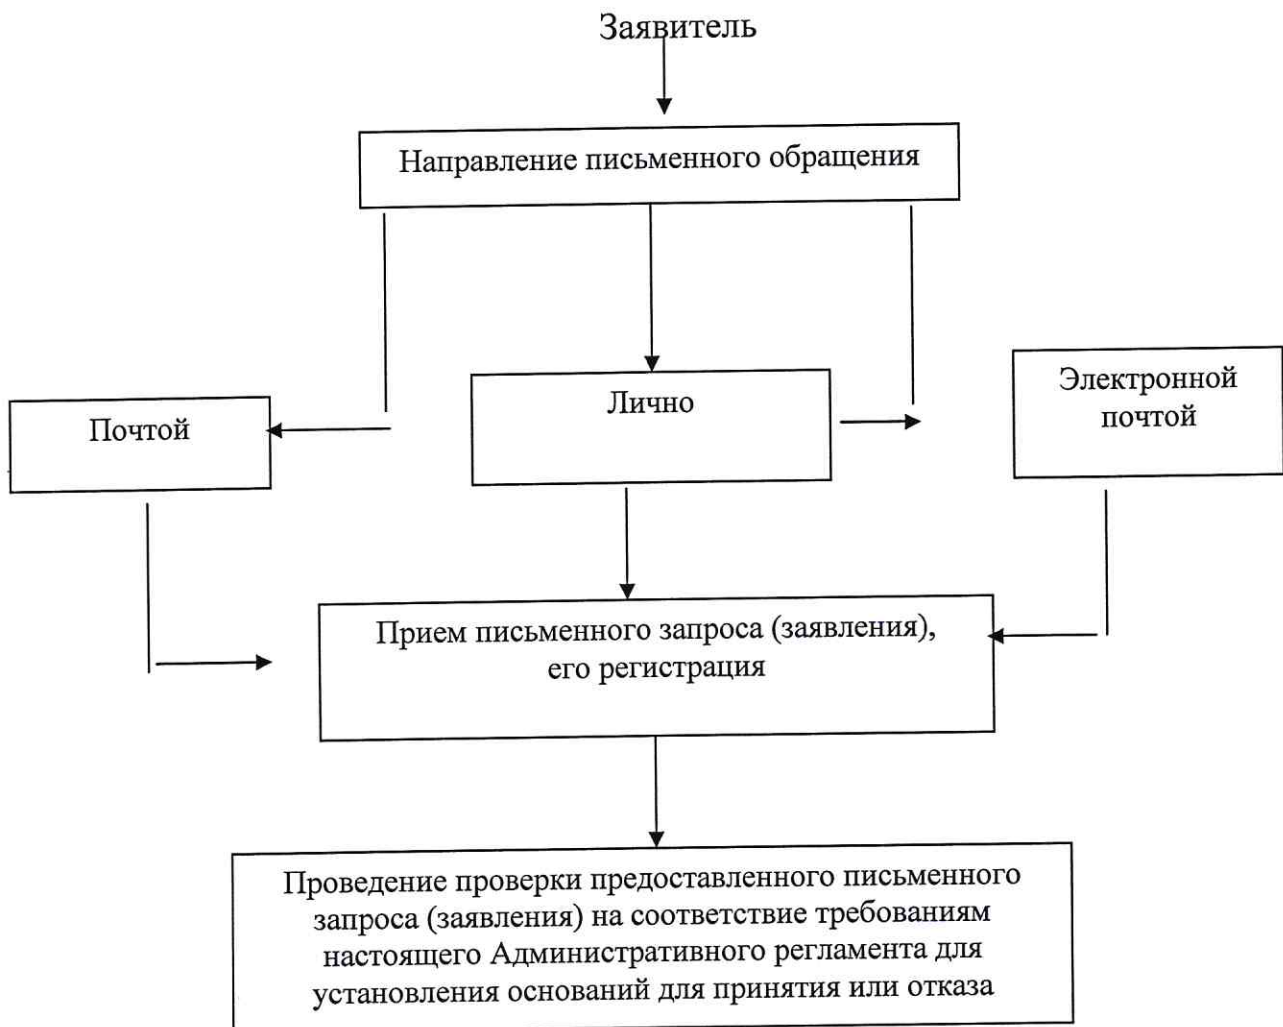 Заявитель
Направление письменного обращения
Почтой
Лично
Электронной
почтой
Прием письменного запроса (заявления),
его регистрация
Проведение проверки предоставленного письменного
запроса (заявления) на соответствие требованиям
настоящего Административного регламента для
установления оснований для принятия или отказа